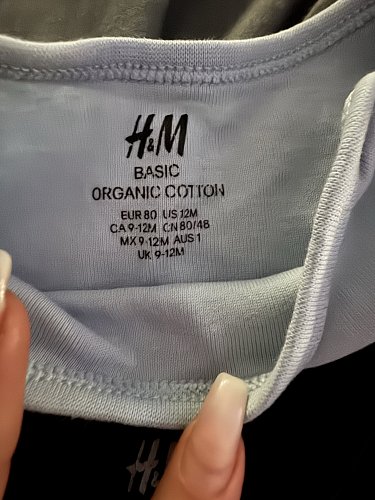 H&M
BASIC
ORGANIC COTTON
EUR 80 US 12M
CA 9-12M CN 80/48
MX 9-12M AUS 1
UK 9-12M
H&M